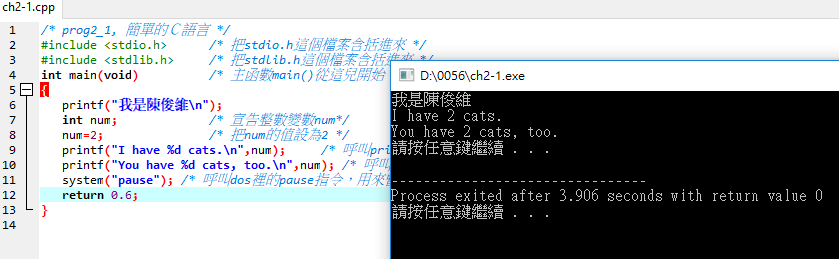 ch2-1.cpp
1 /* prog2_1, 簡單的Ｃ語言 */
2 #include <stdio.h> /* 把stdio.h這個檔案含括進來 */
3 #include <stdlib.h> /* 把stdlib.h這個檔案含括進來 */
4 int main(void) /* 主函數main()從這兒開始
5 {
6 printf("我是陳俊維\n");
7 int num; /* 宣告整數變數num*/
8 num=2; /* 把num的值設為2 */
9 printf("I have %d cats.\n",num); /* 呼叫pri
10 printf("You have %d cats, too.\n",num); /* 呼
11 system("pause"); /* 呼叫dos裡的pause指令，用來
12 return 0.6;
13 }
14
D:\0056\ch2-1.exe
我是陳俊維
I have 2 cats.
You have 2 cats, too.
請按任意鍵繼續 . . .
--------------------------------
Process exited after 3.906 seconds with return value 0
請按任意鍵繼續 . . .